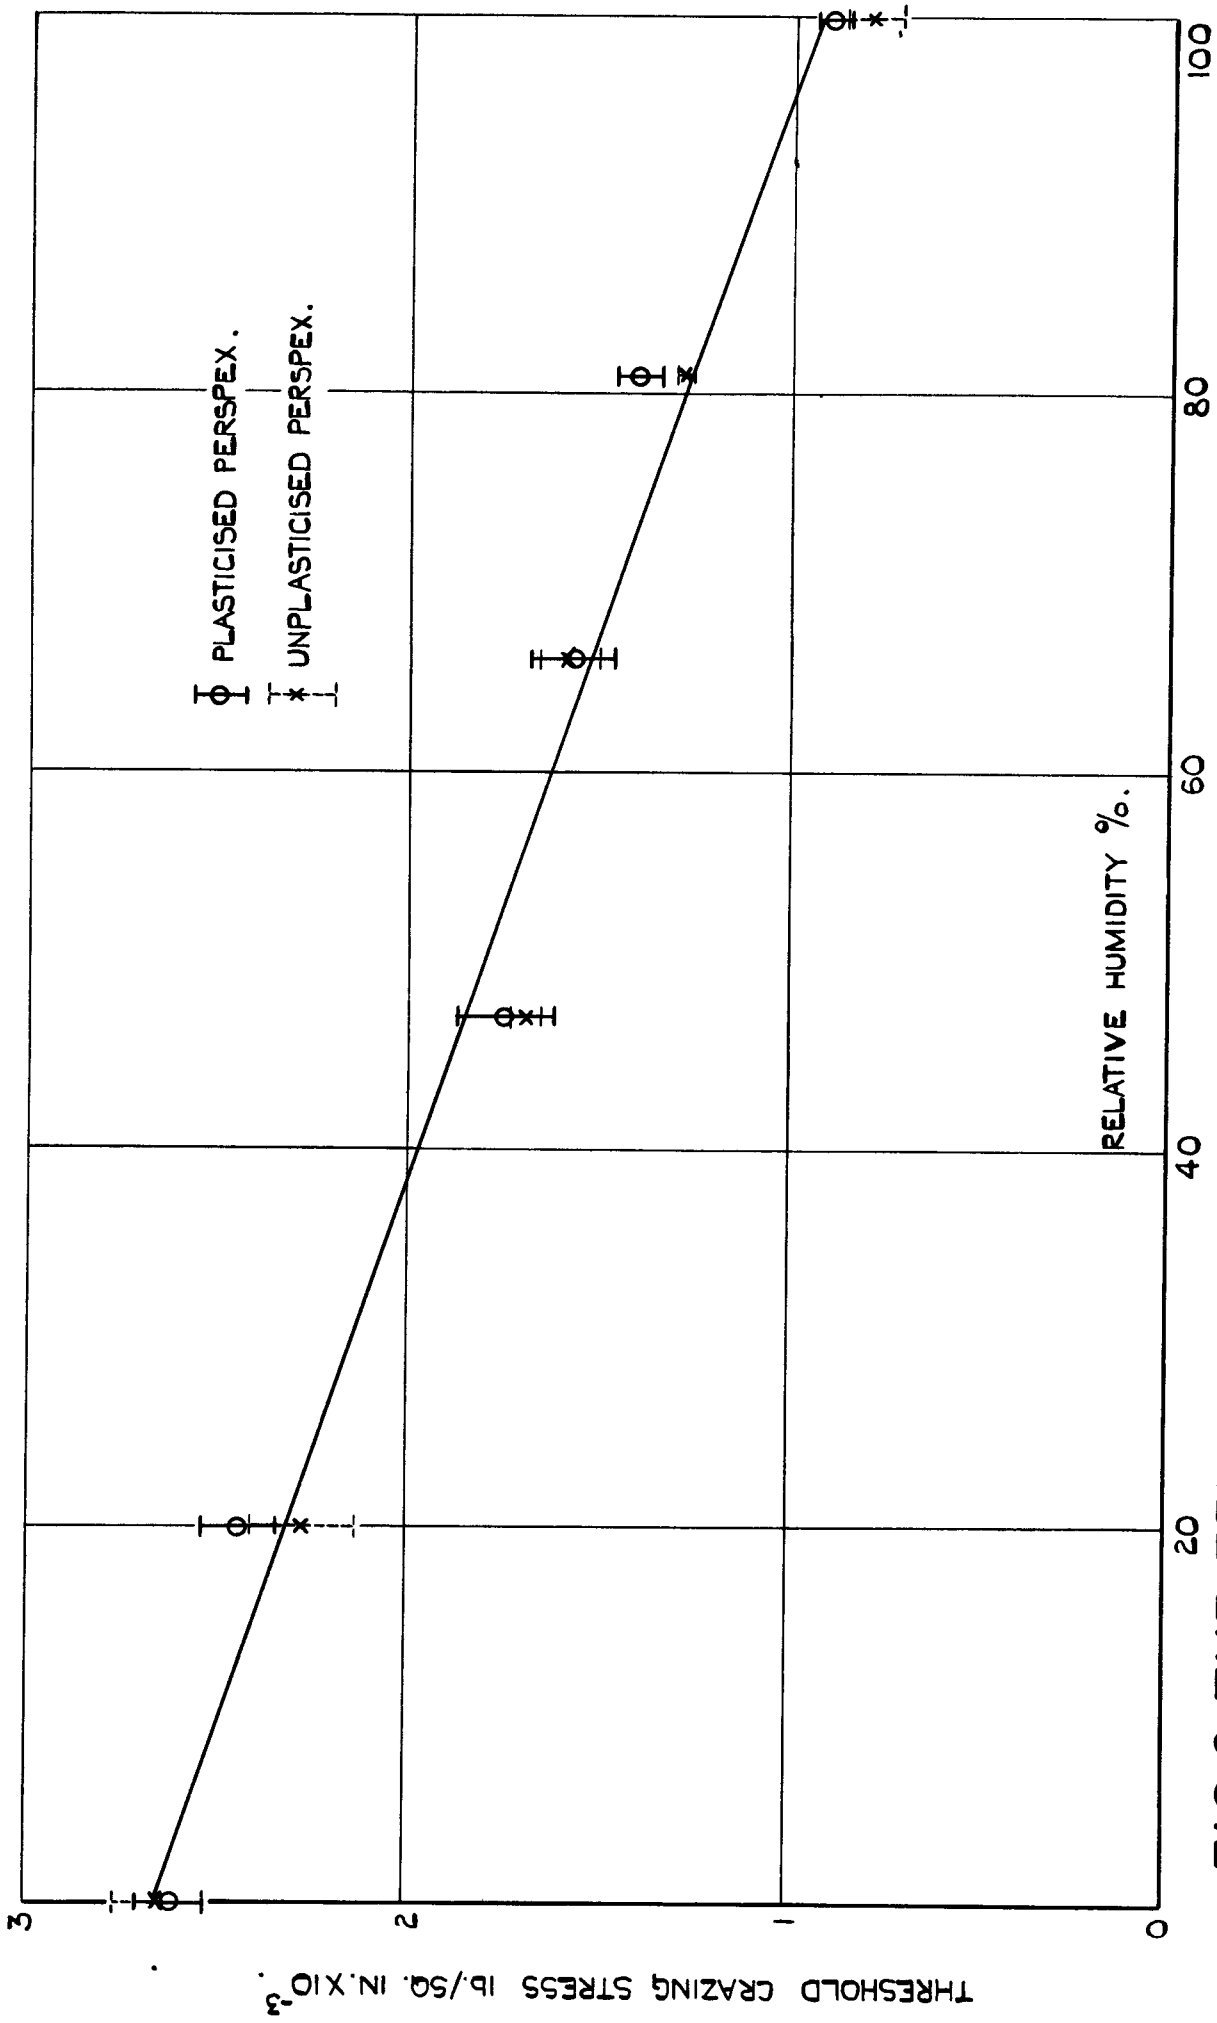 3
2
1
0
THRESHOLD CRAZING STRESS lb./SQ. IN. X 10⁻³.
PLASTICISED PERSPEX.
UNPLASTICISED PERSPEX.
RELATIVE HUMIDITY %.
20
40
60
80
100